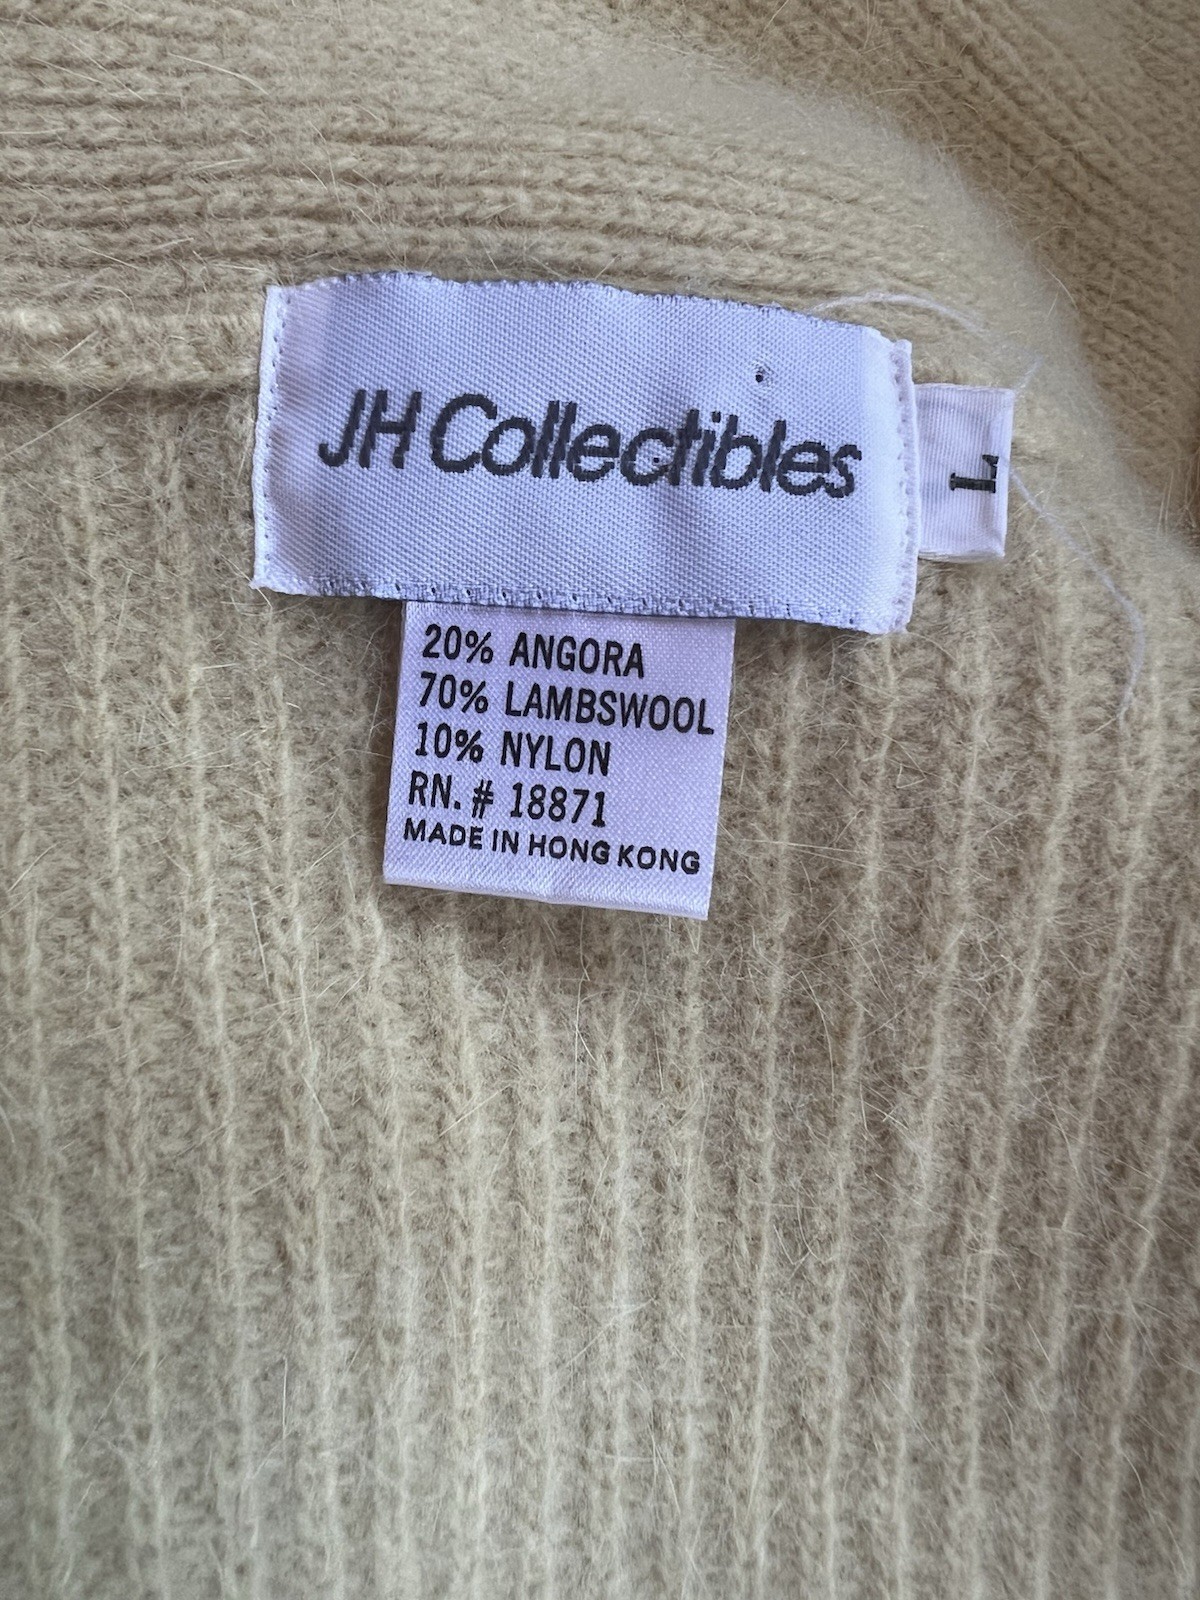 JH Collectibles
L
20% ANGORA
70% LAMBSWOOL
10% NYLON
RN. # 18871
MADE IN HONG KONG